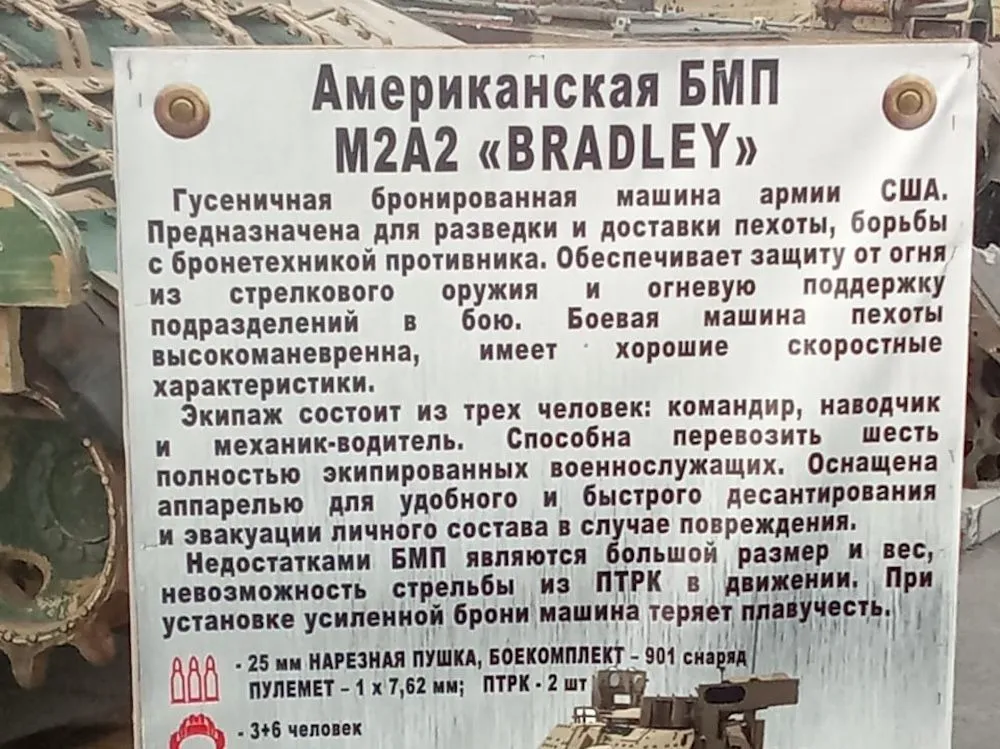 Американская БМП
М2А2 «BRADLEY»
Гусеничная бронированная машина армии США.
Предназначена для разведки и доставки пехоты, борьбы
с бронетехникой противника. Обеспечивает защиту от огня
из стрелкового оружия и огневую поддержку
подразделений в бою. Боевая машина пехоты
высокоманевренна, имеет хорошие скоростные
характеристики.
Экипаж состоит из трех человек: командир, наводчик
и механик-водитель. Способна перевозить шесть
полностью экипированных военнослужащих. Оснащена
аппарелью для удобного и быстрого десантирования
и эвакуации личного состава в случае повреждения.
Недостатками БМП являются большой размер и вес,
невозможность стрельбы из ПТРК в движении. При
установке усиленной брони машина теряет плавучесть.
- 25 мм НАРЕЗНАЯ ПУШКА, БОЕКОМПЛЕКТ – 901 снаряд
ПУЛЕМЕТ – 1 х 7,62 мм; ПТРК - 2 шт
- 3+6 человек